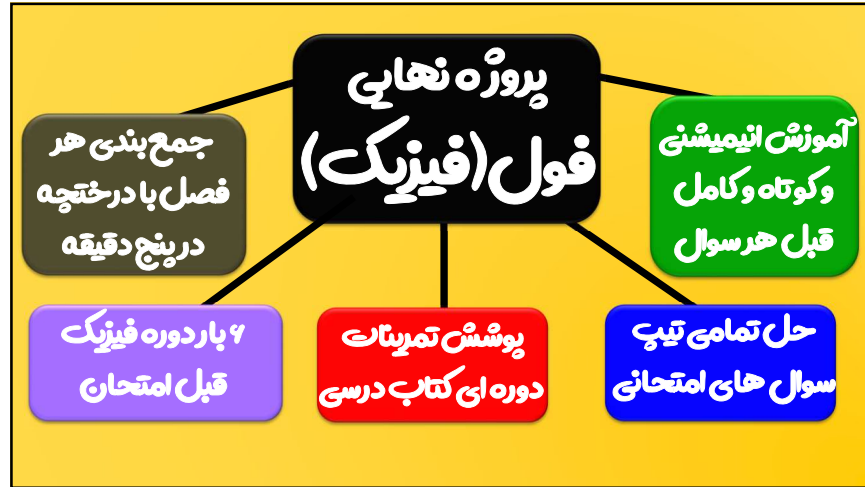 پروژه نهایی
فول(فیزیک)
آموزش انیمیشنی
و کوتاه و کامل
قبل هر سوال
جمع بندی هر
فصل با درختچه
در پنج دقیقه
حل تمامی تیپ
سوال های امتحانی
پوشش تمرینات
دوره ای کتاب درسی
۶ بار دوره فیزیک
قبل امتحان